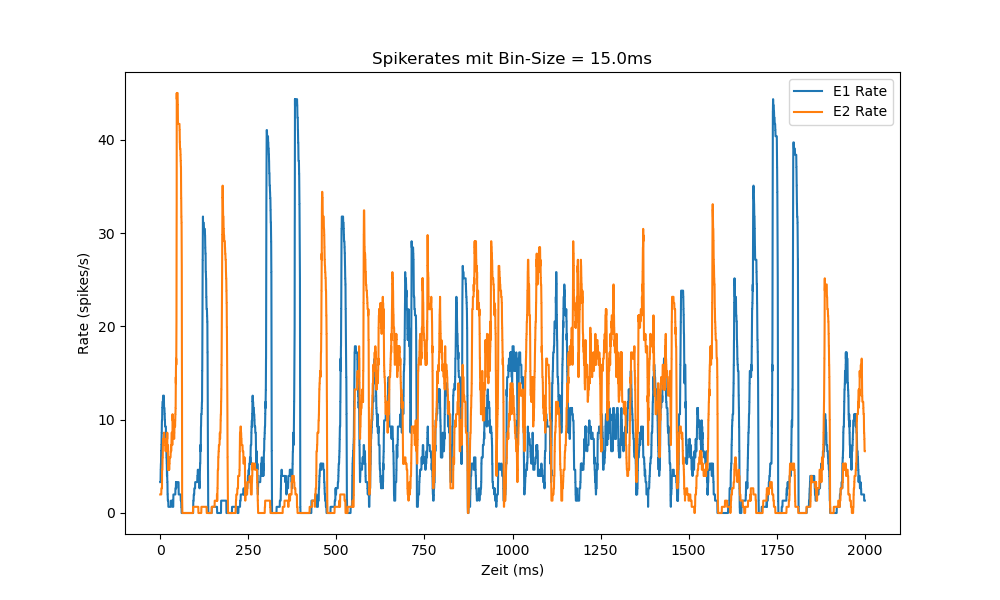 Spikerates mit Bin-Size = 15.0ms
E1 Rate
E2 Rate
Rate (spikes/s)
40
30
20
10
0
0 250 500 750 1000 1250 1500 1750 2000
Zeit (ms)